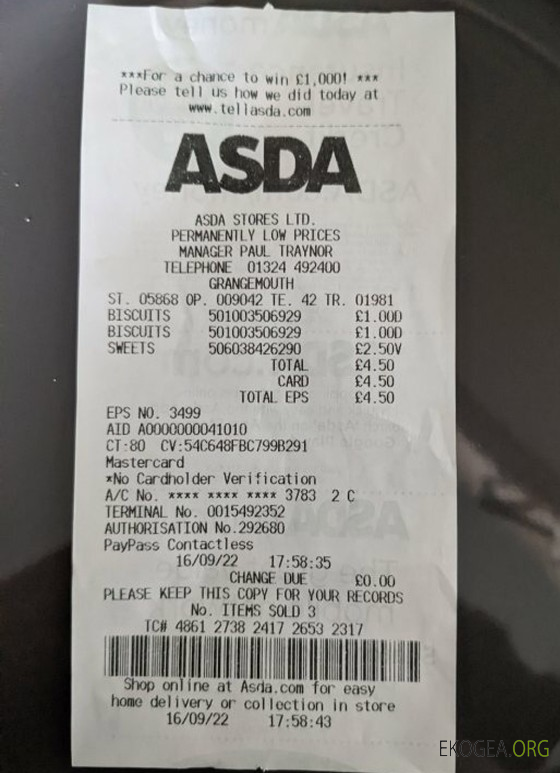 ***For a chance to win £1,000! ***
Please tell us how we did today at
www.tellasda.com
ASDA
ASDA STORES LTD.
PERMANENTLY LOW PRICES
MANAGER PAUL TRAYNOR
TELEPHONE 01324 492400
GRANGEMOUTH
ST. 05868 OP. 009042 TE. 42 TR. 01981
BISCUITS 501003506929 £1.00D
BISCUITS 501003506929 £1.00D
SWEETS 506038426290 £2.50V
TOTAL £4.50
CARD £4.50
TOTAL EPS £4.50
EPS NO. 3499
AID A0000000041010
CT:80 CV:54C648FBC799B291
Mastercard
*No Cardholder Verification
A/C No. **** **** **** 3783 2 C
TERMINAL No. 0015492352
AUTHORISATION No.292680
PayPass Contactless
16/09/22 17:58:35
CHANGE DUE £0.00
PLEASE KEEP THIS COPY FOR YOUR RECORDS
No. ITEMS SOLD 3
TC# 4861 2738 2417 2653 2317
Shop online at Asda.com for easy
home delivery or collection in store
16/09/22 17:58:43
EKOGEA.ORG